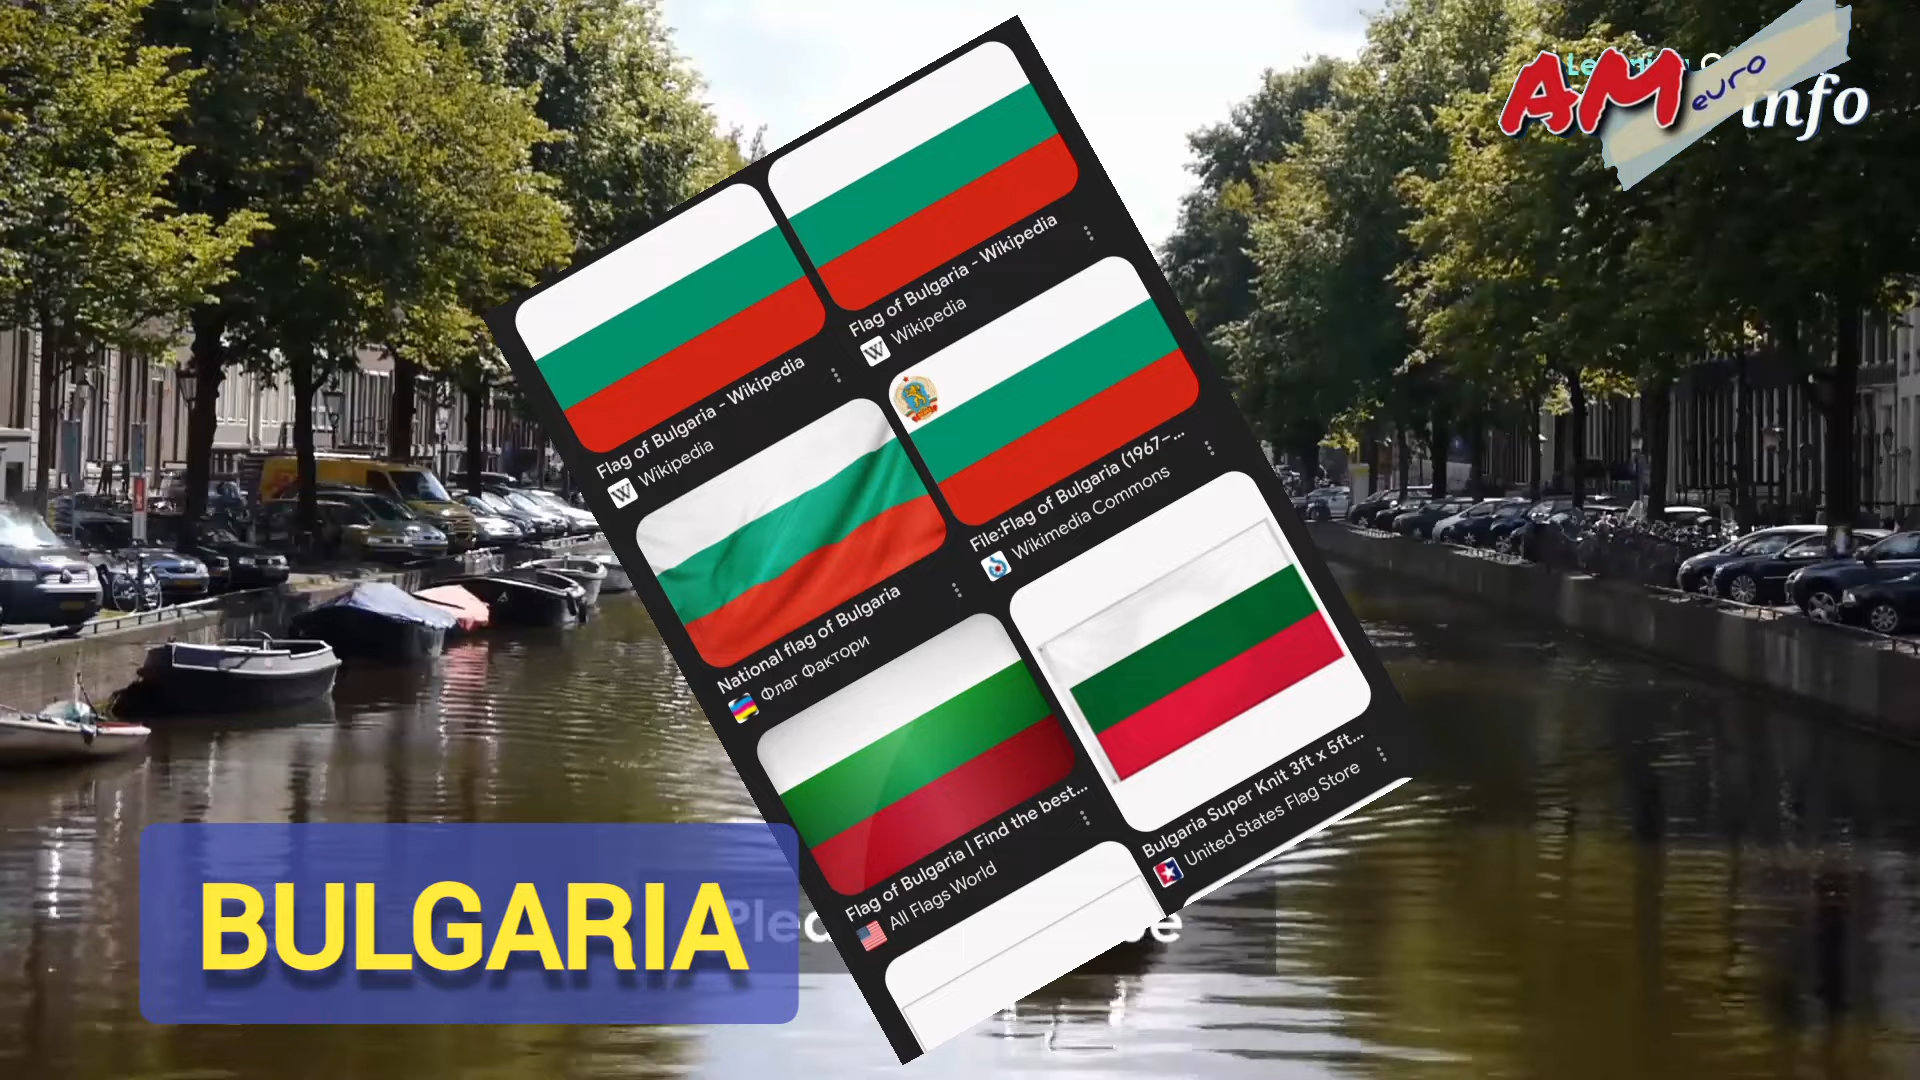 AM euro
info
Flag of Bulgaria - Wikipedia
Wikipedia
Flag of Bulgaria - Wikipedia
Wikipedia
National flag of Bulgaria
Флаг Фактори
File:Flag of Bulgaria (1967-...
Wikimedia Commons
Flag of Bulgaria | Find the best...
All Flags World
Bulgaria Super Knit 3ft x 5ft...
United States Flag Store
BULGARIA